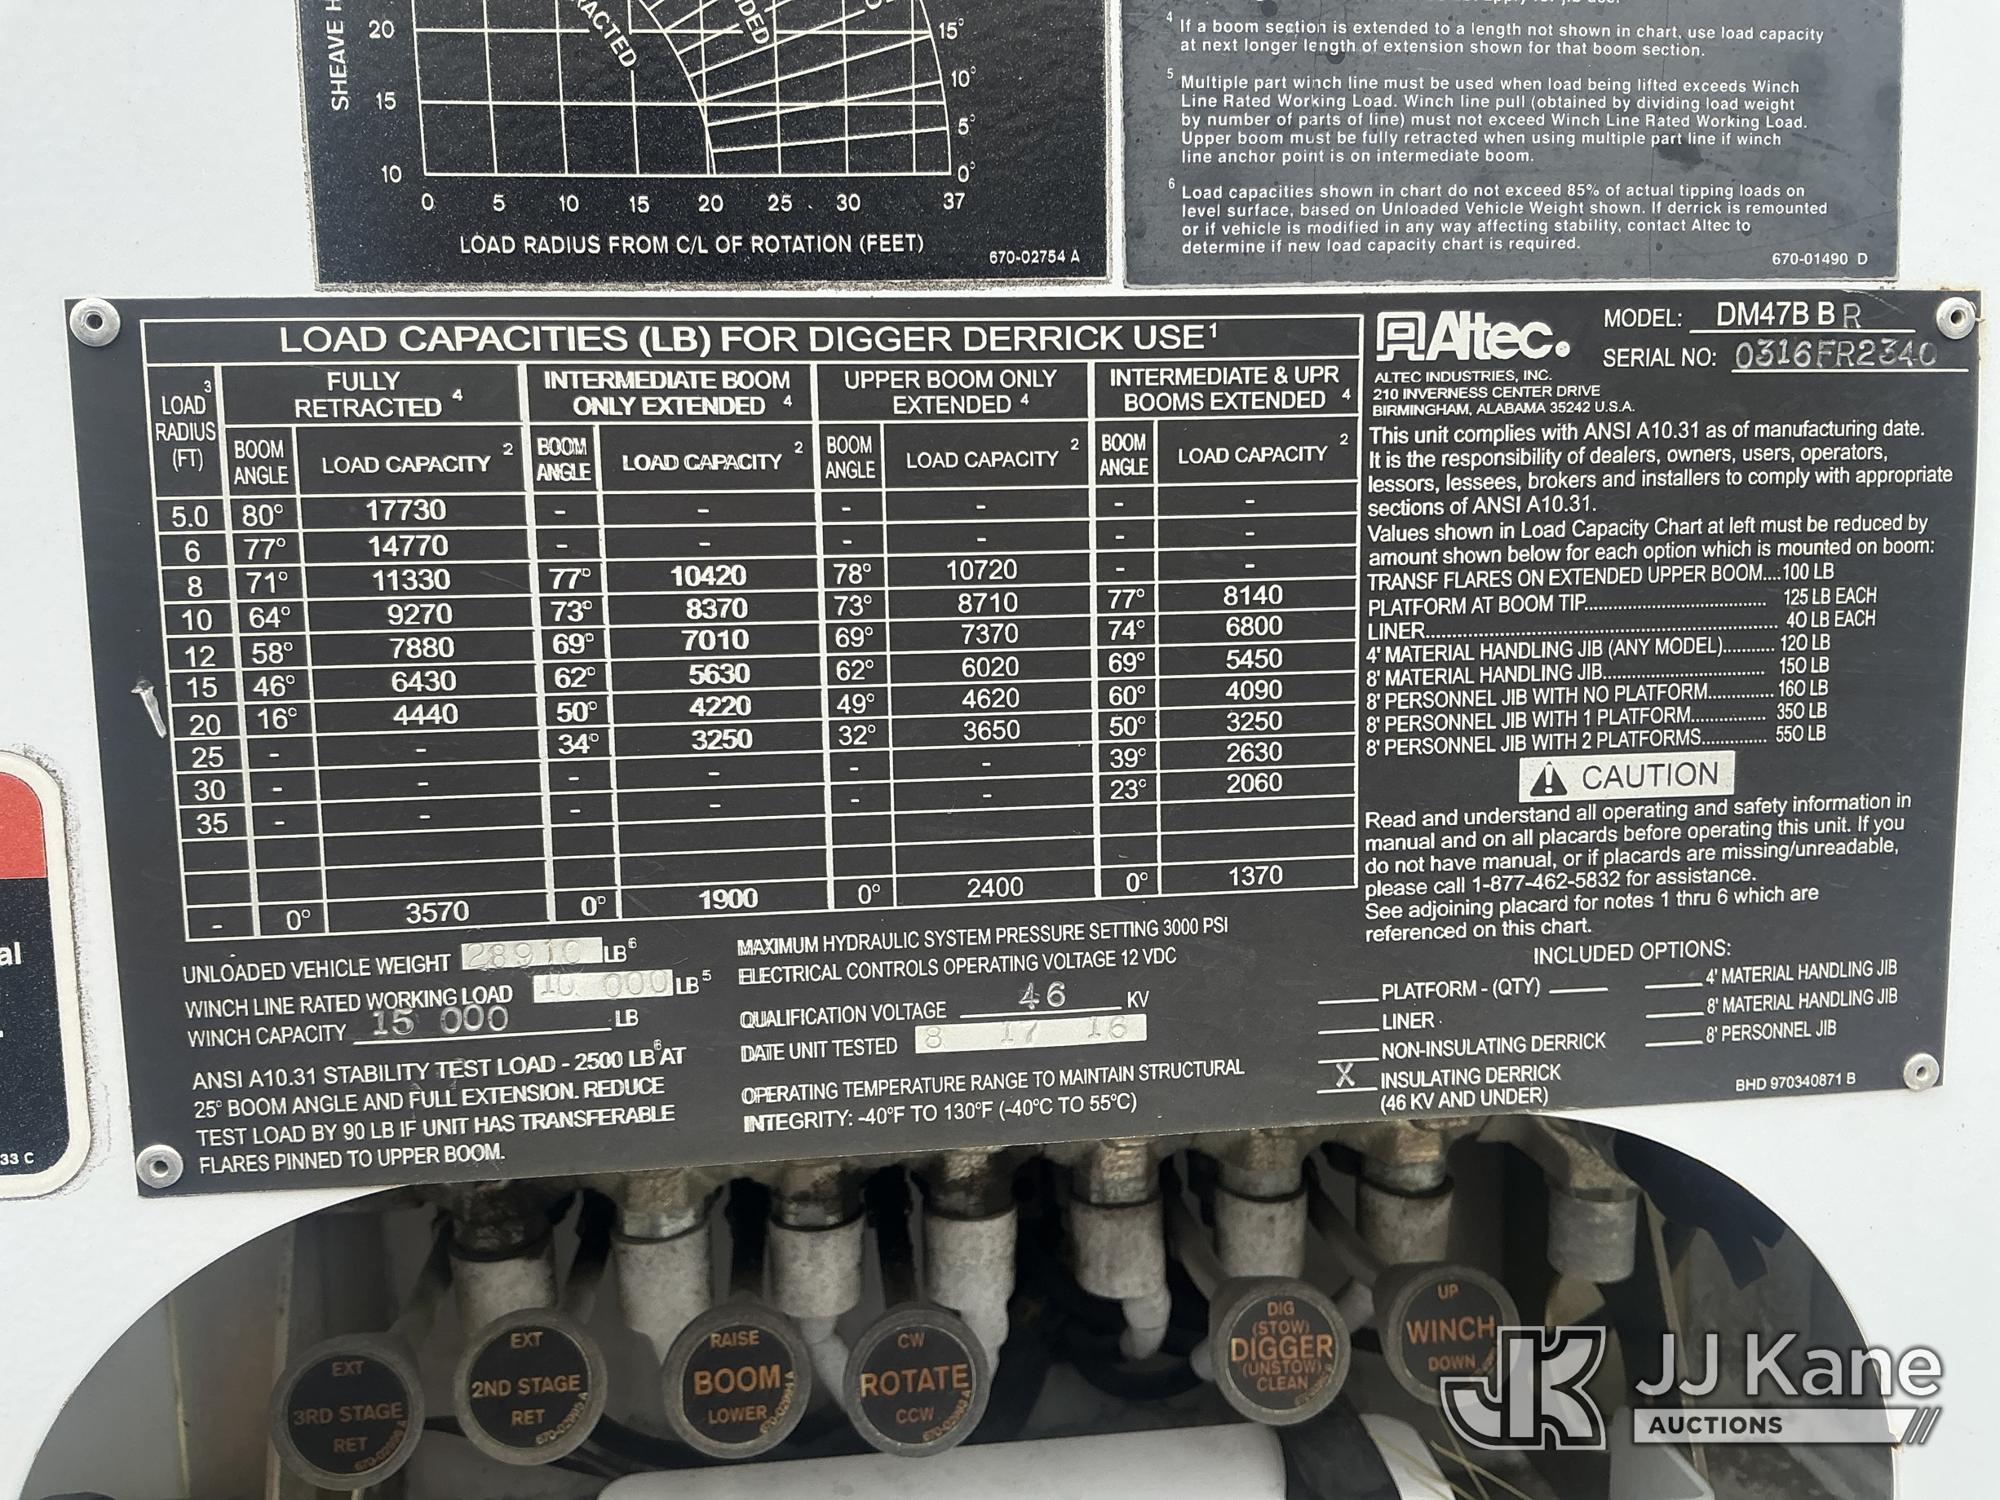 SHEAVE H
20
15
10
RACTED
NDED
15°
10°
5°
0°
0 5 10 15 20 25 30 37
LOAD RADIUS FROM C/L OF ROTATION (FEET)
670-02754 A
4 If a boom section is extended to a length not shown in chart, use load capacity
at next longer length of extension shown for that boom section.
5 Multiple part winch line must be used when load being lifted exceeds Winch
Line Rated Working Load. Winch line pull (obtained by dividing load weight
by number of parts of line) must not exceed Winch Line Rated Working Load.
Upper boom must be fully retracted when using multiple part line if winch
line anchor point is on intermediate boom.
6 Load capacities shown in chart do not exceed 85% of actual tipping loads on
level surface, based on Unloaded Vehicle Weight shown. If derrick is remounted
or if vehicle is modified in any way affecting stability, contact Altec to
determine if new load capacity chart is required.
670-01490 D
LOAD CAPACITIES (LB) FOR DIGGER DERRICK USE 1
LOAD 3 RADIUS (FT)
FULLY RETRACTED 4
INTERMEDIATE BOOM ONLY EXTENDED 4
UPPER BOOM ONLY EXTENDED 4
INTERMEDIATE & UPR BOOMS EXTENDED 4
BOOM ANGLE LOAD CAPACITY 2 BOOM ANGLE LOAD CAPACITY 2 BOOM ANGLE LOAD CAPACITY 2 BOOM ANGLE LOAD CAPACITY 2
5.0 80° 17730 - - - - - -
6 77° 14770 - - - - - -
8 71° 11330 77° 10420 78° 10720 - -
10 64° 9270 73° 8370 73° 8710 77° 8140
12 58° 7880 69° 7010 69° 7370 74° 6800
15 46° 6430 62° 5630 62° 6020 69° 5450
20 16° 4440 50° 4220 49° 4620 60° 4090
25 - - 34° 3250 32° 3650 50° 3250
30 - - - - - - 39° 2630
35 - - - - - - 23° 2060
- 0° 3570 0° 1900 0° 2400 0° 1370
UNLOADED VEHICLE WEIGHT 28910 LB 6
WINCH LINE RATED WORKING LOAD 10 000 LB 5
WINCH CAPACITY 15 000 LB
ANSI A10.31 STABILITY TEST LOAD - 2500 LB 6 AT
25° BOOM ANGLE AND FULL EXTENSION. REDUCE
TEST LOAD BY 90 LB IF UNIT HAS TRANSFERABLE
FLARES PINNED TO UPPER BOOM.
MAXIMUM HYDRAULIC SYSTEM PRESSURE SETTING 3000 PSI
ELECTRICAL CONTROLS OPERATING VOLTAGE 12 VDC
QUALIFICATION VOLTAGE 46 KV
DATE UNIT TESTED 8 17 16
OPERATING TEMPERATURE RANGE TO MAINTAIN STRUCTURAL
INTEGRITY: -40°F TO 130°F (-40°C TO 55°C)
Altec.
MODEL: DM47B B R
SERIAL NO: 0316FR2340
ALTEC INDUSTRIES, INC.
210 INVERNESS CENTER DRIVE
BIRMINGHAM, ALABAMA 35242 U.S.A.
This unit complies with ANSI A10.31 as of manufacturing date.
It is the responsibility of dealers, owners, users, operators,
lessors, lessees, brokers and installers to comply with appropriate
sections of ANSI A10.31.
Values shown in Load Capacity Chart at left must be reduced by
amount shown below for each option which is mounted on boom:
TRANSF FLARES ON EXTENDED UPPER BOOM....100 LB
PLATFORM AT BOOM TIP.................... 125 LB EACH
LINER.................... 40 LB EACH
4' MATERIAL HANDLING JIB (ANY MODEL).......... 120 LB
8' MATERIAL HANDLING JIB.................... 150 LB
8' PERSONNEL JIB WITH NO PLATFORM............. 160 LB
8' PERSONNEL JIB WITH 1 PLATFORM............... 350 LB
8' PERSONNEL JIB WITH 2 PLATFORMS............. 550 LB
CAUTION
Read and understand all operating and safety information in
manual and on all placards before operating this unit. If you
do not have manual, or if placards are missing/unreadable,
please call 1-877-462-5832 for assistance.
See adjoining placard for notes 1 thru 6 which are
referenced on this chart.
INCLUDED OPTIONS:
PLATFORM - (QTY)
LINER
NON-INSULATING DERRICK
X INSULATING DERRICK
(46 KV AND UNDER)
4' MATERIAL HANDLING JIB
8' MATERIAL HANDLING JIB
8' PERSONNEL JIB
BHD 970340871 B
al
33 C
EXT
3RD STAGE
RET
EXT
2ND STAGE
RET
RAISE
BOOM
LOWER
CW
ROTATE
CCW
DIG
(STOW)
DIGGER
(UNSTOW)
CLEAN
UP
WINCH
DOWN
JJ Kane
AUCTIONS